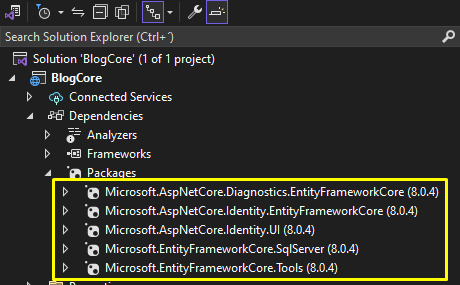 Search Solution Explorer (Ctrl+´)
Solution 'BlogCore' (1 of 1 project)
BlogCore
Connected Services
Dependencies
Analyzers
Frameworks
Packages
Microsoft.AspNetCore.Diagnostics.EntityFrameworkCore (8.0.4)
Microsoft.AspNetCore.Identity.EntityFrameworkCore (8.0.4)
Microsoft.AspNetCore.Identity.UI (8.0.4)
Microsoft.EntityFrameworkCore.SqlServer (8.0.4)
Microsoft.EntityFrameworkCore.Tools (8.0.4)